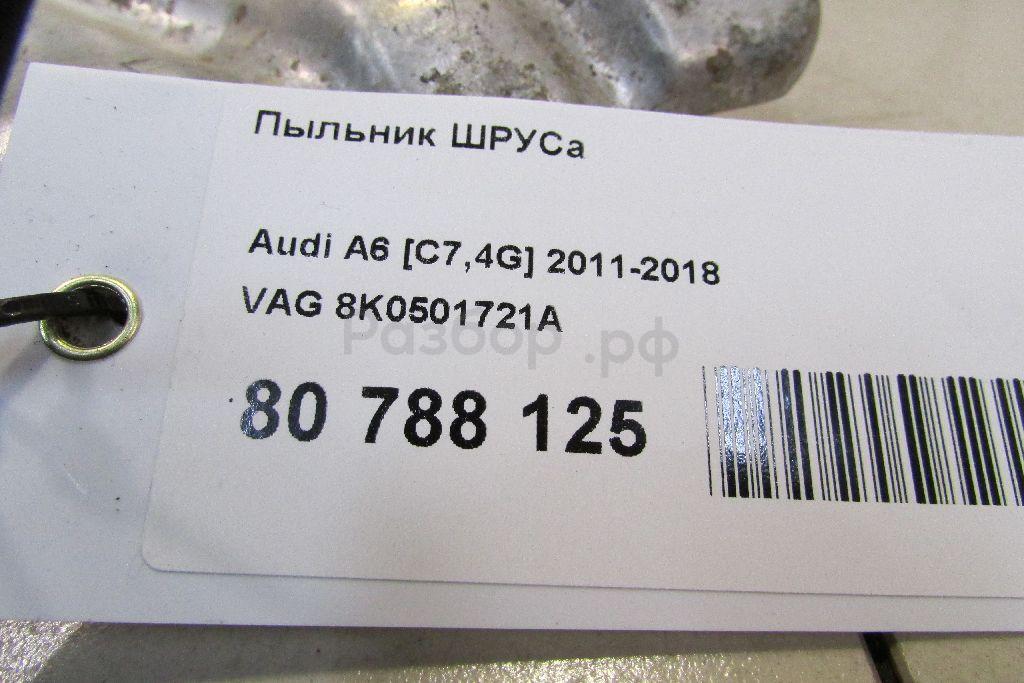 Пыльник ШРУСа
Audi A6 [C7,4G] 2011-2018
VAG 8K0501721A
Разбор.рф
80 788 125